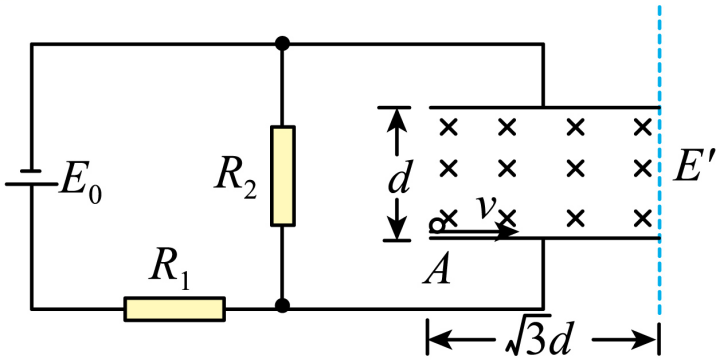 E₀
R₂
R₁
d
× × × ×
× × × ×
× × × ×
v
A
E′
√3d